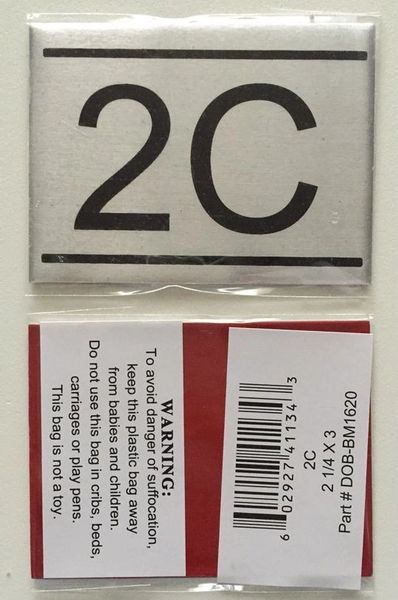 2C
WARNING:
To avoid danger of suffocation,
keep this plastic bag away
from babies and children.
Do not use this bag in cribs, beds,
carriages or play pens.
This bag is not a toy.
6 02927 41134 3
2C
2 1/4 X 3
Part # DOB-BM1620